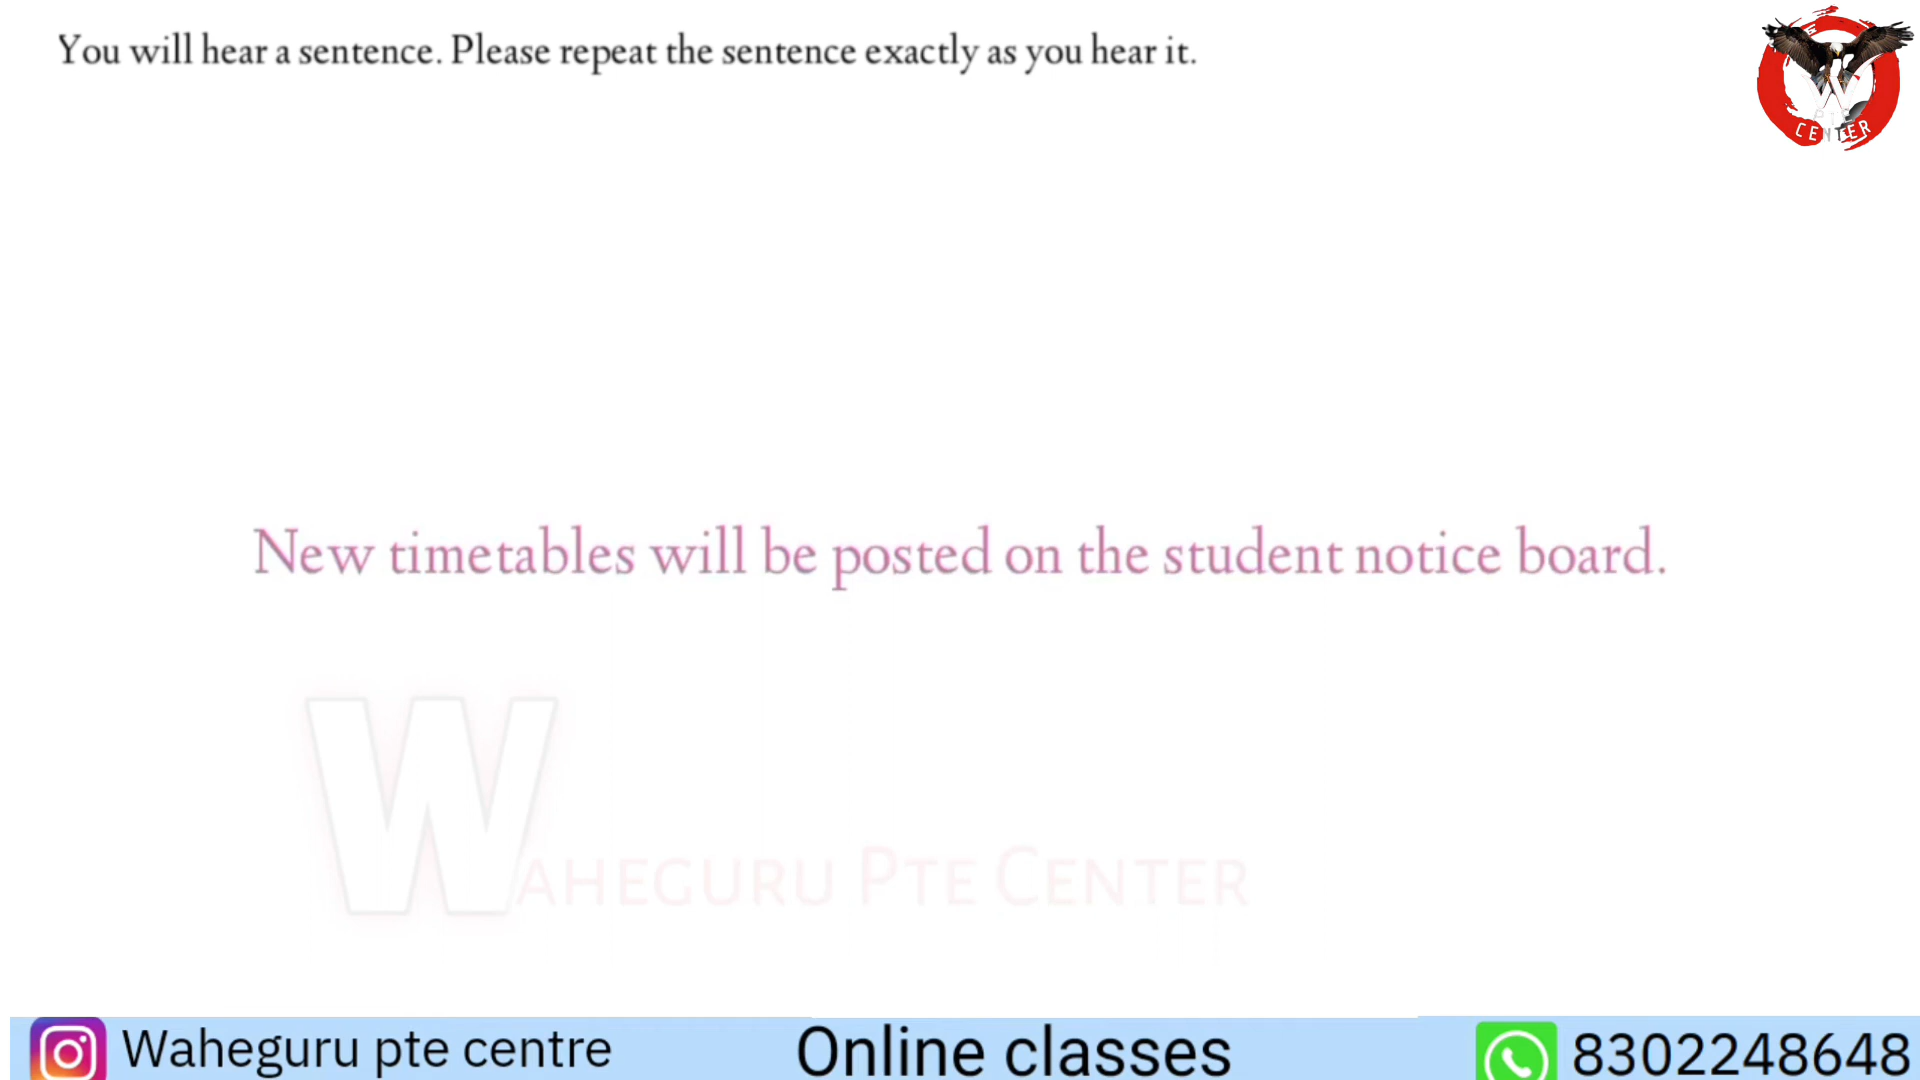 You will hear a sentence. Please repeat the sentence exactly as you hear it.
CENTER
New timetables will be posted on the student notice board.
WAHEGURU PTE CENTER
Waheguru pte centre
Online classes
8302248648